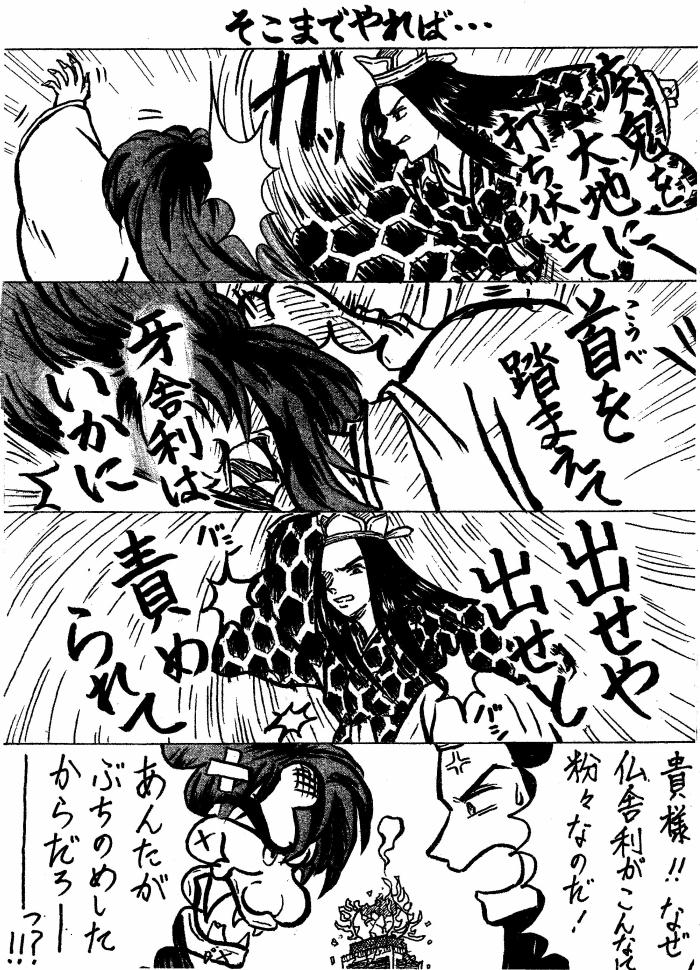 そこまでやれば・・・
疾鬼を
大地に
打ち伏せて
ガッ
首を
こうべ
踏まえて
牙舎利は
いかに
出せや
出せと
責め
られて
バシ
バシ
貴様!!なぜ
仏舎利がこんなに
粉々なのだ!
あんたが
ぶちのめした
からだろ――
――っ?!!